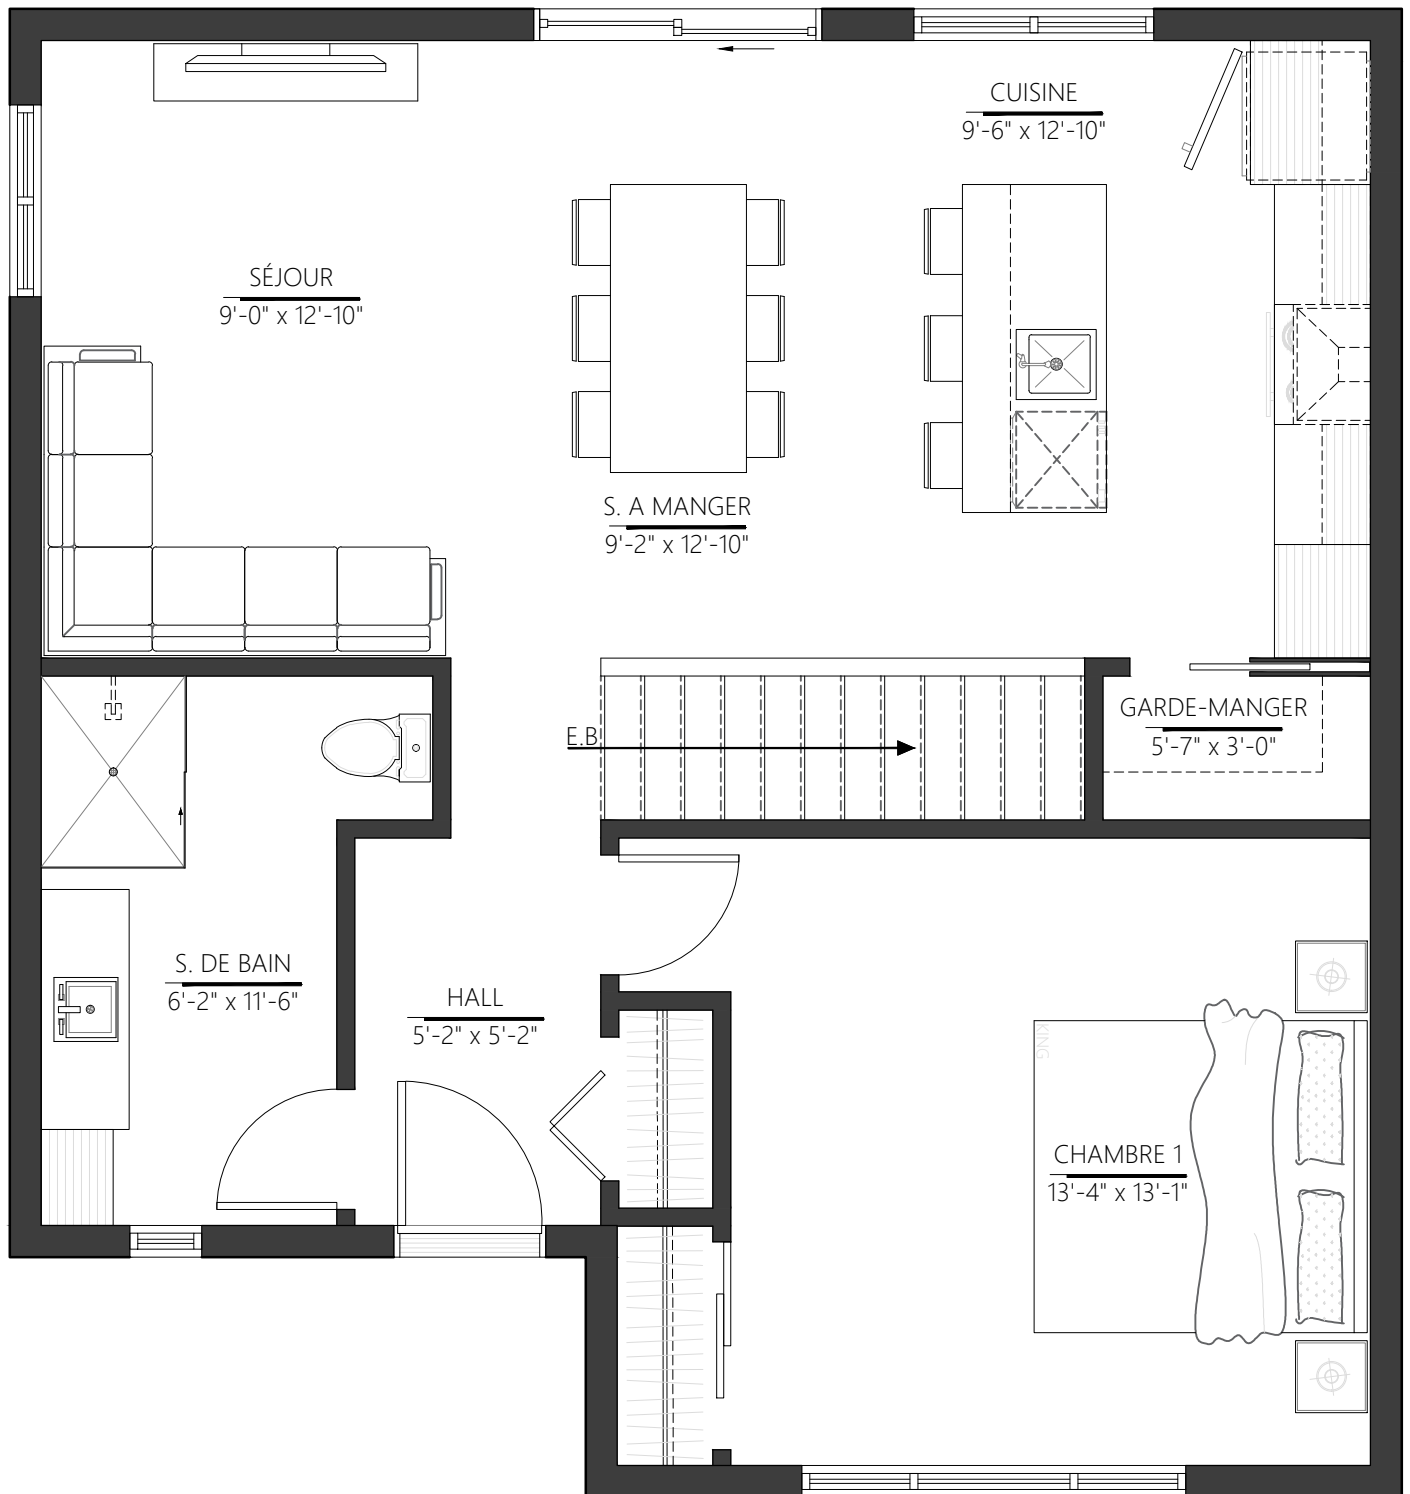 CUISINE
9'-6" x 12'-10"
SÉJOUR
9'-0" x 12'-10"
S. A MANGER
9'-2" x 12'-10"
GARDE-MANGER
5'-7" x 3'-0"
E.B
S. DE BAIN
6'-2" x 11'-6"
HALL
5'-2" x 5'-2"
KING
CHAMBRE 1
13'-4" x 13'-1"